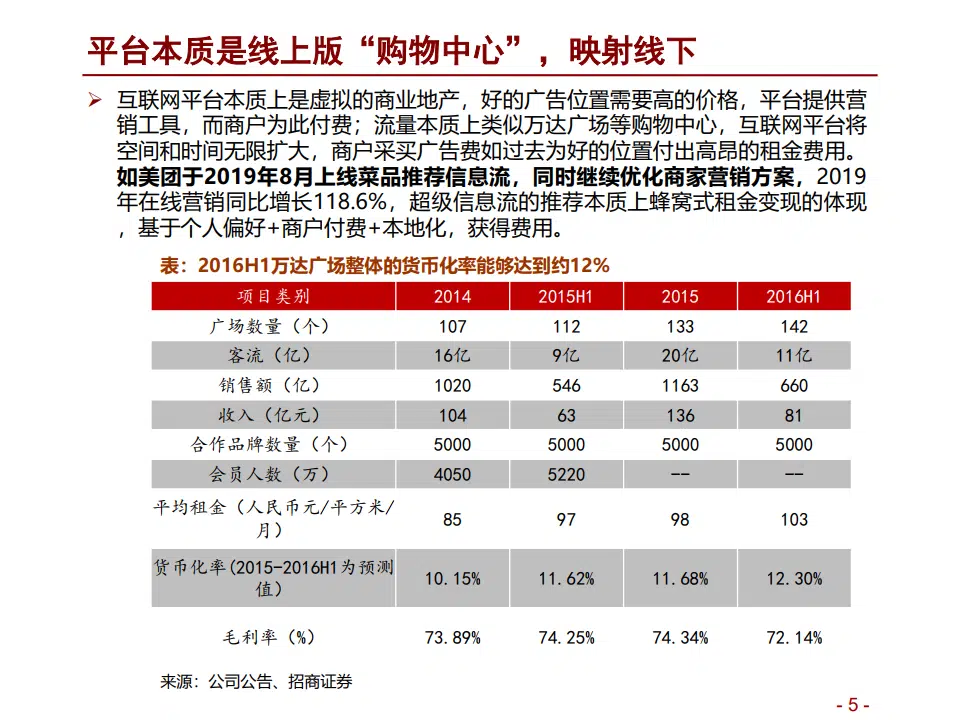 平台本质是线上版“购物中心”，映射线下
➢ 互联网平台本质上是虚拟的商业地产，好的广告位置需要高的价格，平台提供营
销工具，而商户为此付费；流量本质上类似万达广场等购物中心，互联网平台将
空间和时间无限扩大，商户采买广告费如过去为好的位置付出高昂的租金费用。
如美团于2019年8月上线菜品推荐信息流，同时继续优化商家营销方案，2019
年在线营销同比增长118.6%，超级信息流的推荐本质上蜂窝式租金变现的体现
，基于个人偏好+商户付费+本地化，获得费用。
表：2016H1万达广场整体的货币化率能够达到约12%
项目类别 2014 2015H1 2015 2016H1
广场数量（个） 107 112 133 142
客流（亿） 16亿 9亿 20亿 11亿
销售额（亿） 1020 546 1163 660
收入（亿元） 104 63 136 81
合作品牌数量（个） 5000 5000 5000 5000
会员人数（万） 4050 5220 -- --
平均租金（人民币元/平方米/
月） 85 97 98 103
货币化率(2015-2016H1为预测
值） 10.15% 11.62% 11.68% 12.30%
毛利率（%） 73.89% 74.25% 74.34% 72.14%
来源：公司公告、招商证券
- 5 -